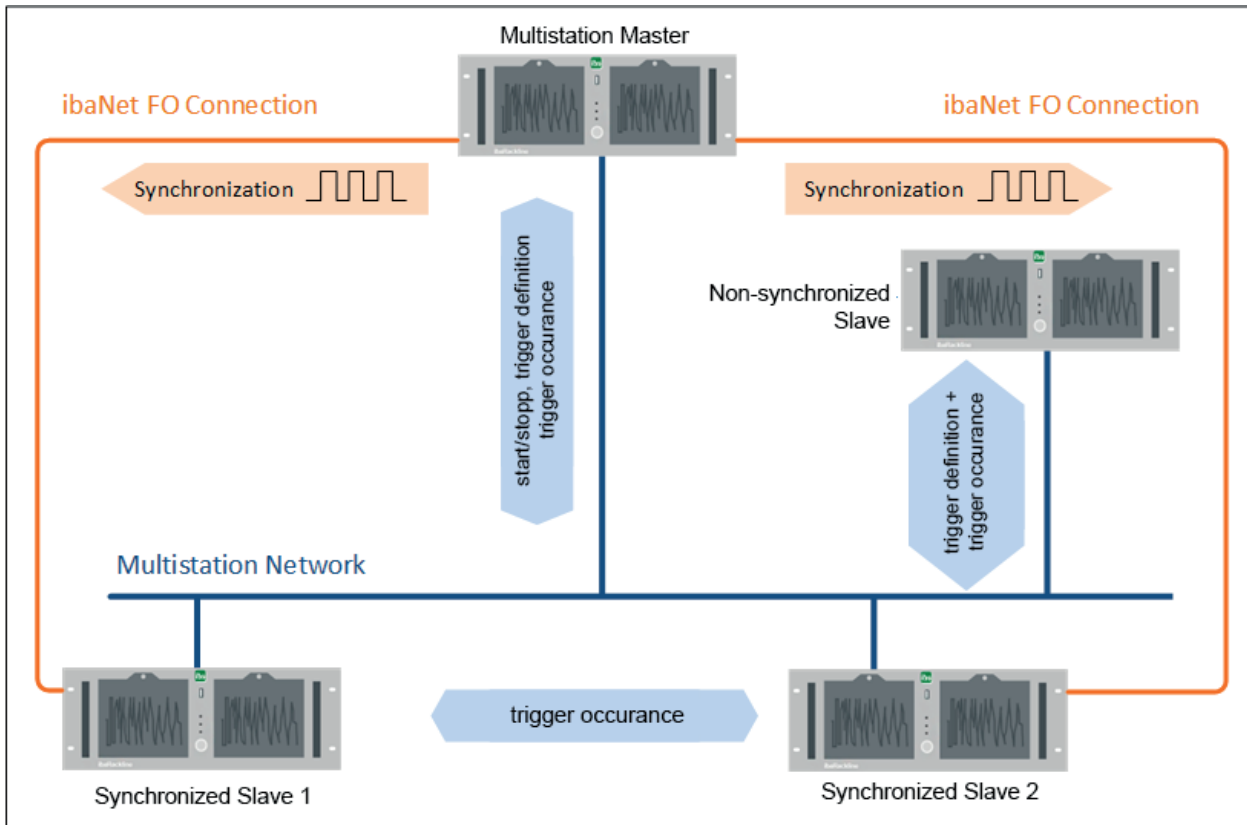 Multistation Master
ibaNet FO Connection
ibaNet FO Connection
Synchronization
Synchronization
start/stopp, trigger definition
trigger occurance
Non-synchronized
Slave
trigger definition +
trigger occurance
Multistation Network
trigger occurance
Synchronized Slave 1
Synchronized Slave 2